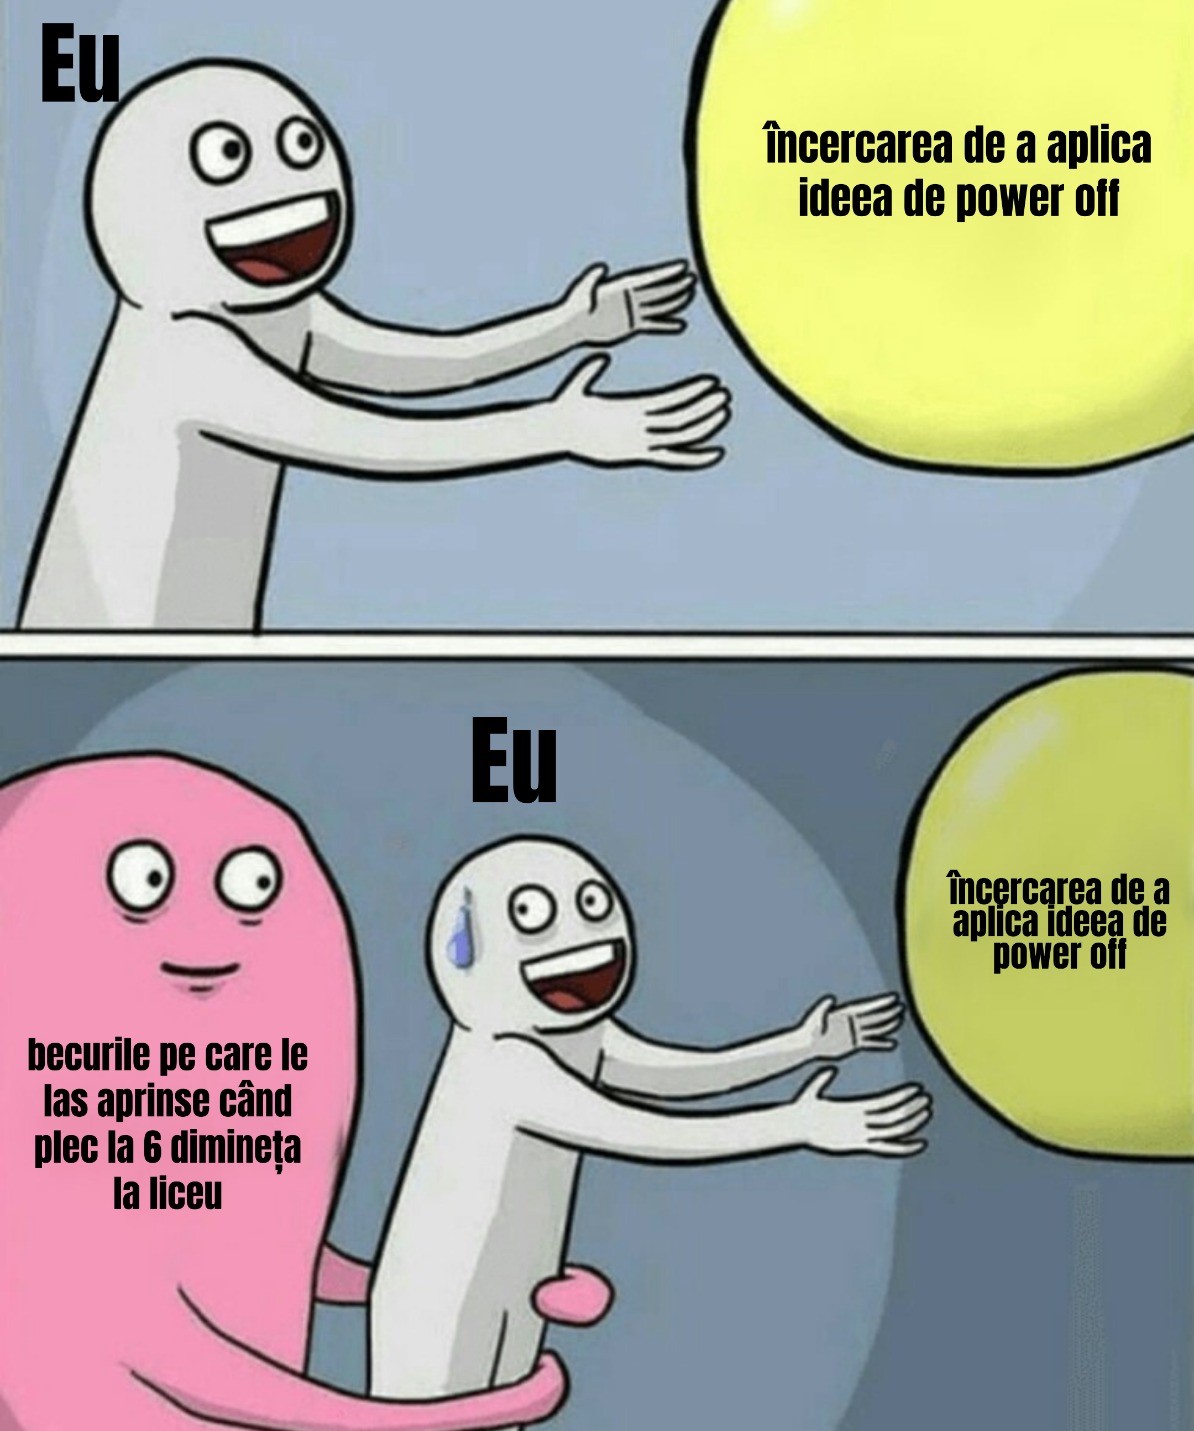 Eu
încercarea de a aplica
ideea de power off
Eu
încercarea de a
aplica ideea de
power off
becurile pe care le
las aprinse când
plec la 6 dimineța
la liceu